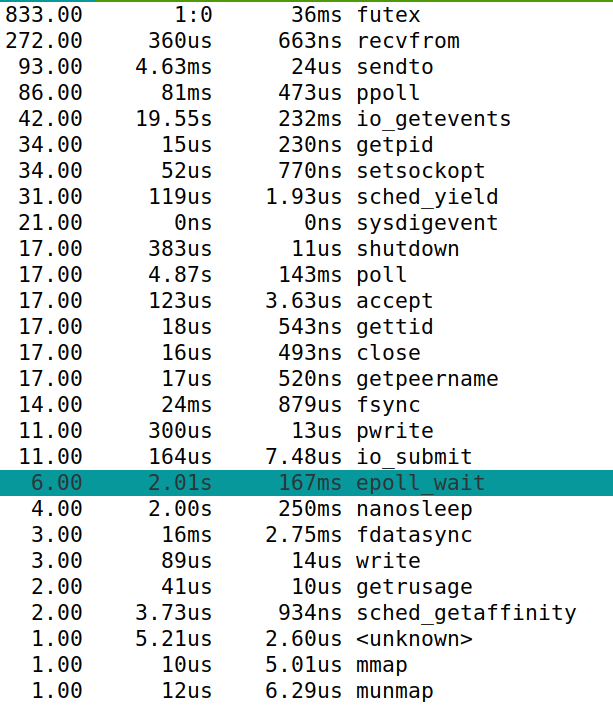 833.00 1:0 36ms futex
272.00 360us 663ns recvfrom
93.00 4.63ms 24us sendto
86.00 81ms 473us ppoll
42.00 19.55s 232ms io_getevents
34.00 15us 230ns getpid
34.00 52us 770ns setsockopt
31.00 119us 1.93us sched_yield
21.00 0ns 0ns sysdigevent
17.00 383us 11us shutdown
17.00 4.87s 143ms poll
17.00 123us 3.63us accept
17.00 18us 543ns gettid
17.00 16us 493ns close
17.00 17us 520ns getpeername
14.00 24ms 879us fsync
11.00 300us 13us pwrite
11.00 164us 7.48us io_submit
6.00 2.01s 167ms epoll_wait
4.00 2.00s 250ms nanosleep
3.00 16ms 2.75ms fdatasync
3.00 89us 14us write
2.00 41us 10us getrusage
2.00 3.73us 934ns sched_getaffinity
1.00 5.21us 2.60us <unknown>
1.00 10us 5.01us mmap
1.00 12us 6.29us munmap